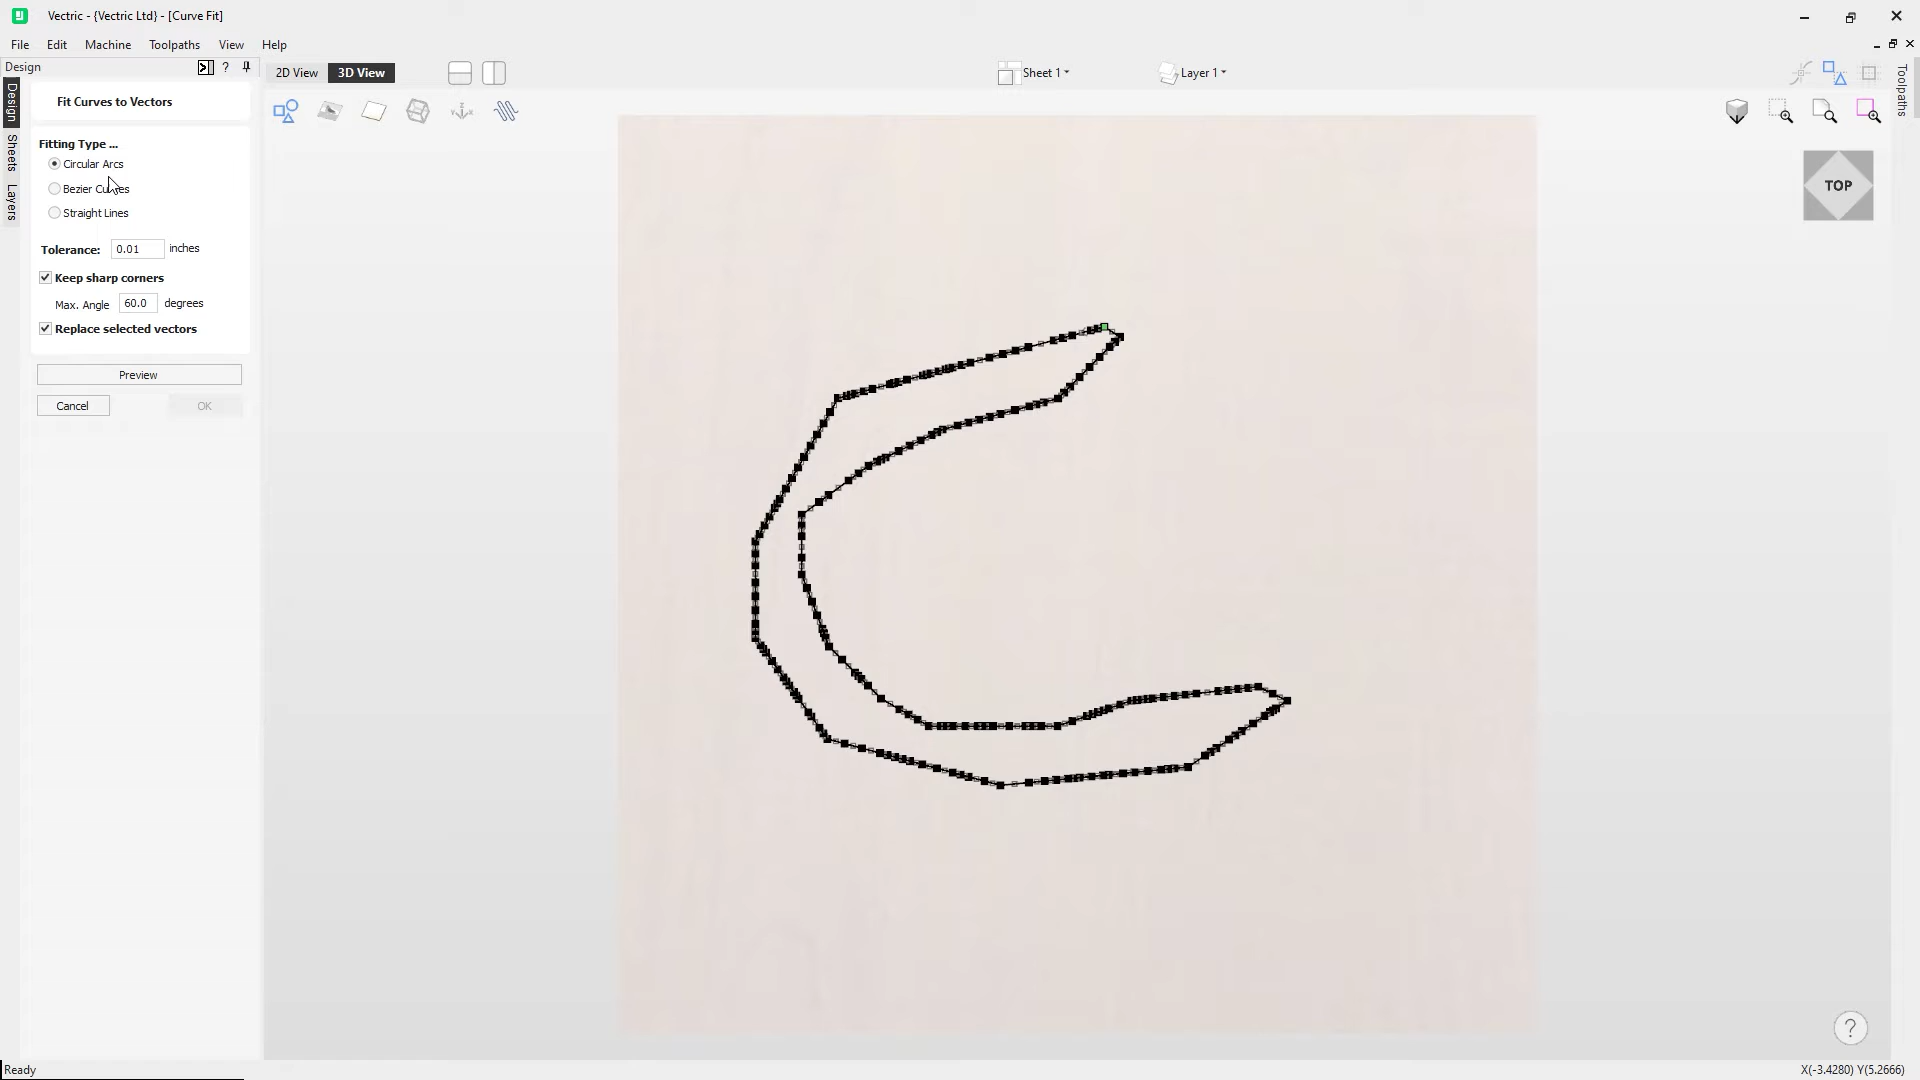 Vectric - {Vectric Ltd} - [Curve Fit]
File Edit Machine Toolpaths View Help
Design ?
2D View 3D View Sheet 1 Layer 1
Design
Sheets
Layers
Toolpaths
Fit Curves to Vectors
Fitting Type ...
Circular Arcs
Bezier Curves
Straight Lines
Tolerance: 0.01 inches
Keep sharp corners
Max. Angle 60.0 degrees
Replace selected vectors
Preview
Cancel OK
TOP
?
Ready X(-3.4280) Y(5.2666)